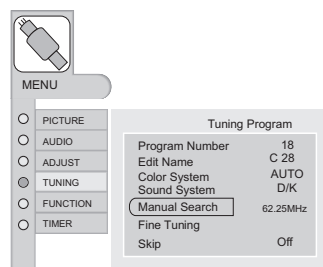 MENU
PICTURE
AUDIO
ADJUST
TUNING
FUNCTION
TIMER
Tuning Program
Program Number 18
Edit Name C 28
Color System AUTO
Sound System D/K
Manual Search 62.25MHz
Fine Tuning
Skip Off